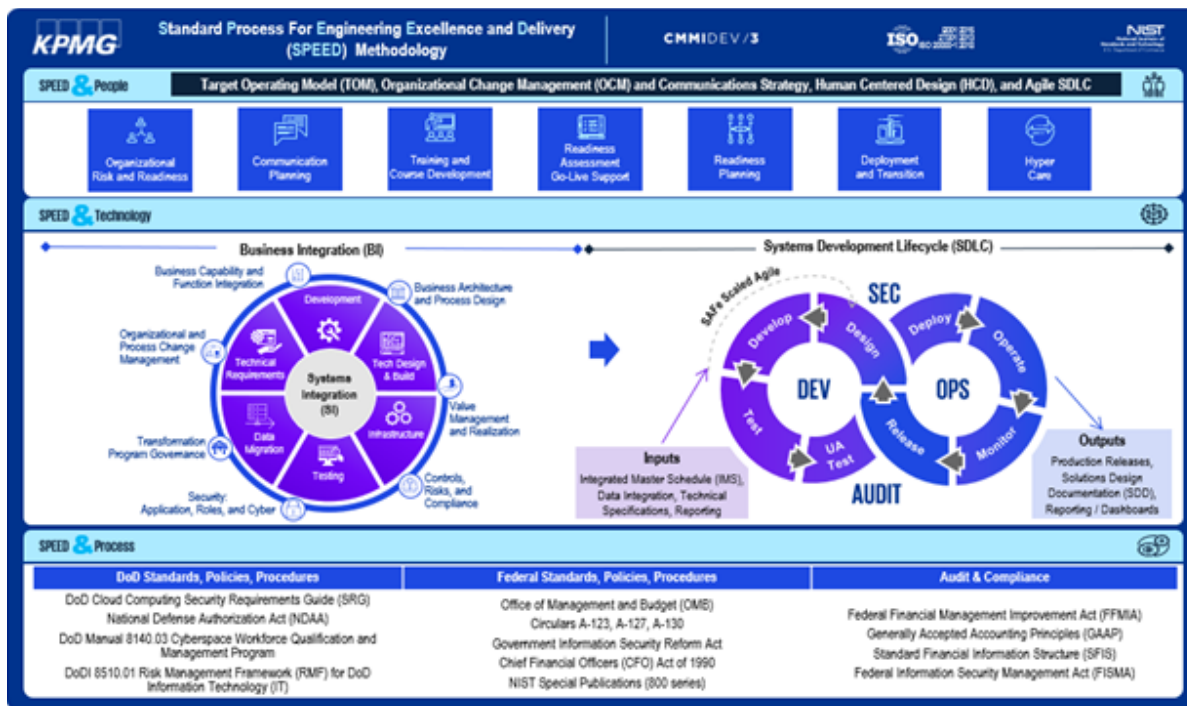 KPMG
Standard Process For Engineering Excellence and Delivery
(SPEED) Methodology
CMMIDEV/3
ISO
NIST
SPEED & People
Target Operating Model (TOM), Organizational Change Management (OCM) and Communications Strategy, Human Centered Design (HCD), and Agile SDLC
Organizational
Risk and Readiness
Communication
Planning
Training and
Course Development
Readiness
Assessment
Go-Live Support
Readiness
Planning
Deployment
and Transition
Hyper
Care
SPEED & Technology
Business Integration (BI)
Business Capability and
Function Integration
Business Architecture
and Process Design
Organizational and
Process Change
Management
Value
Management
and Realization
Transformation
Program Governance
Controls,
Risks, and
Compliance
Security:
Application, Roles, and Cyber
Development
Tech Design
& Build
Infrastructure
Testing
Data
Migration
Technical
Requirements
Systems
Integration
(SI)
Systems Development Lifecycle (SDLC)
SAFe Scaled Agile
SEC
Develop
Design
Deploy
Operate
DEV
OPS
Test
UA
Test
Release
Monitor
AUDIT
Inputs
Integrated Master Schedule (IMS),
Data Integration, Technical
Specifications, Reporting
Outputs
Production Releases,
Solutions Design
Documentation (SDD),
Reporting / Dashboards
SPEED & Process
DoD Standards, Policies, Procedures
DoD Cloud Computing Security Requirements Guide (SRG)
National Defense Authorization Act (NDAA)
DoD Manual 8140.03 Cyberspace Workforce Qualification and
Management Program
DoDI 8510.01 Risk Management Framework (RMF) for DoD
Information Technology (IT)
Federal Standards, Policies, Procedures
Office of Management and Budget (OMB)
Circulars A-123, A-127, A-130
Government Information Security Reform Act
Chief Financial Officers (CFO) Act of 1990
NIST Special Publications (800 series)
Audit & Compliance
Federal Financial Management Improvement Act (FFMIA)
Generally Accepted Accounting Principles (GAAP)
Standard Financial Information Structure (SFIS)
Federal Information Security Management Act (FISMA)